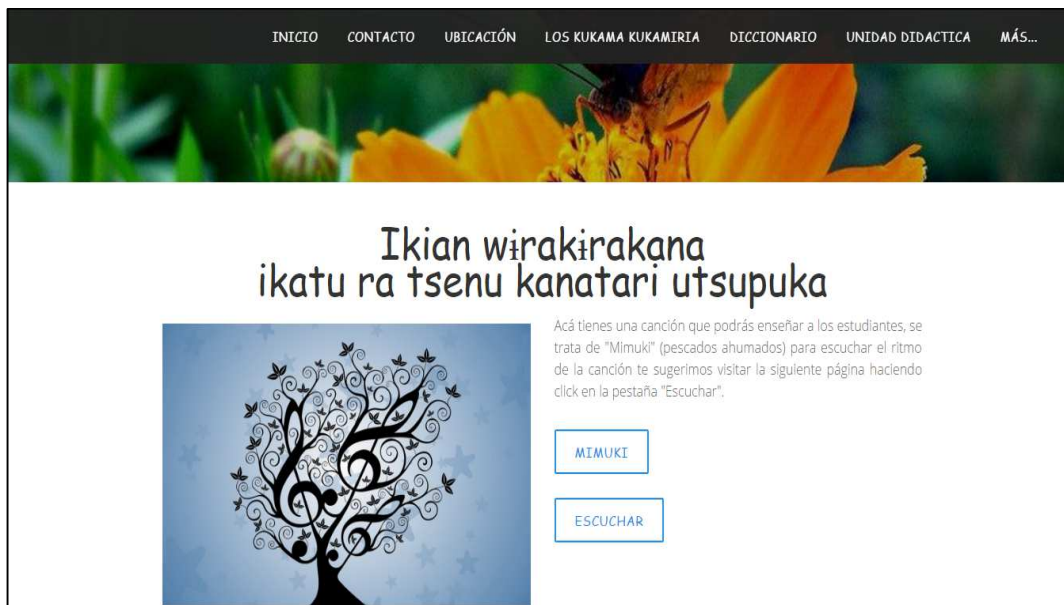 INICIO CONTACTO UBICACIÓN LOS KUKAMA KUKAMIRIA DICCIONARIO UNIDAD DIDACTICA MÁS...
Ikian wɨrakɨrakana
ikatu ra tsenu kanatari utsupuka
Acá tienes una canción que podrás enseñar a los estudiantes, se
trata de "Mimuki" (pescados ahumados) para escuchar el ritmo
de la canción te sugerimos visitar la siguiente página haciendo
click en la pestaña "Escuchar".
MIMUKI
ESCUCHAR